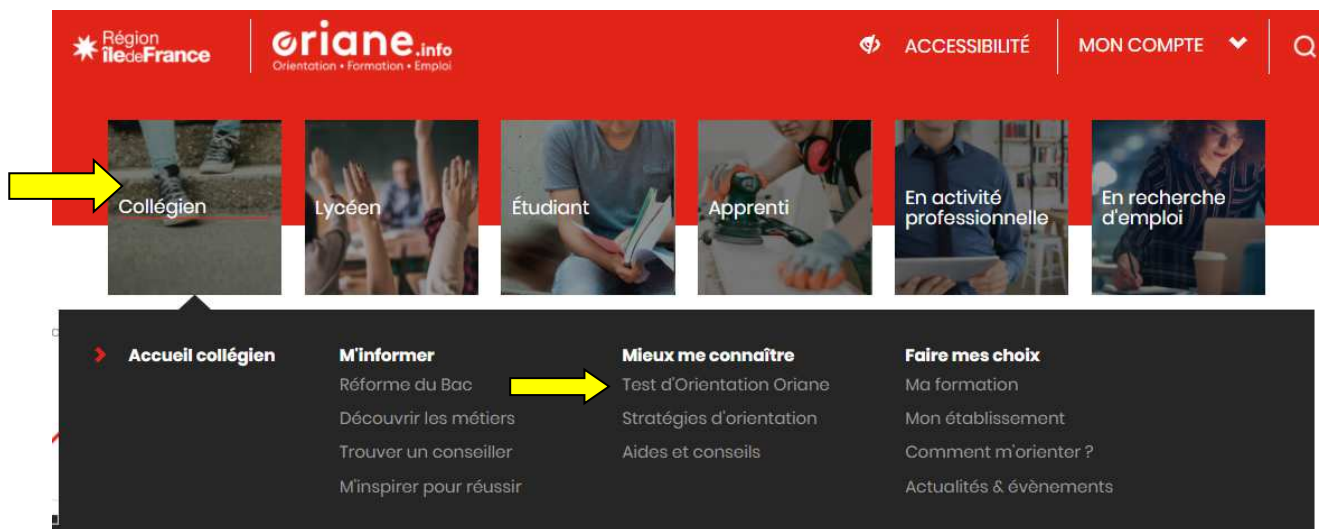 Région
îledeFrance
Oriane.info
Orientation • Formation • Emploi
ACCESSIBILITÉ
MON COMPTE
Collégien
Lycéen
Étudiant
Apprenti
En activité
professionnelle
En recherche
d'emploi
Accueil collégien
M'informer
Réforme du Bac
Découvrir les métiers
Trouver un conseiller
M'inspirer pour réussir
Mieux me connaître
Test d'Orientation Oriane
Stratégies d'orientation
Aides et conseils
Faire mes choix
Ma formation
Mon établissement
Comment m'orienter ?
Actualités & évènements